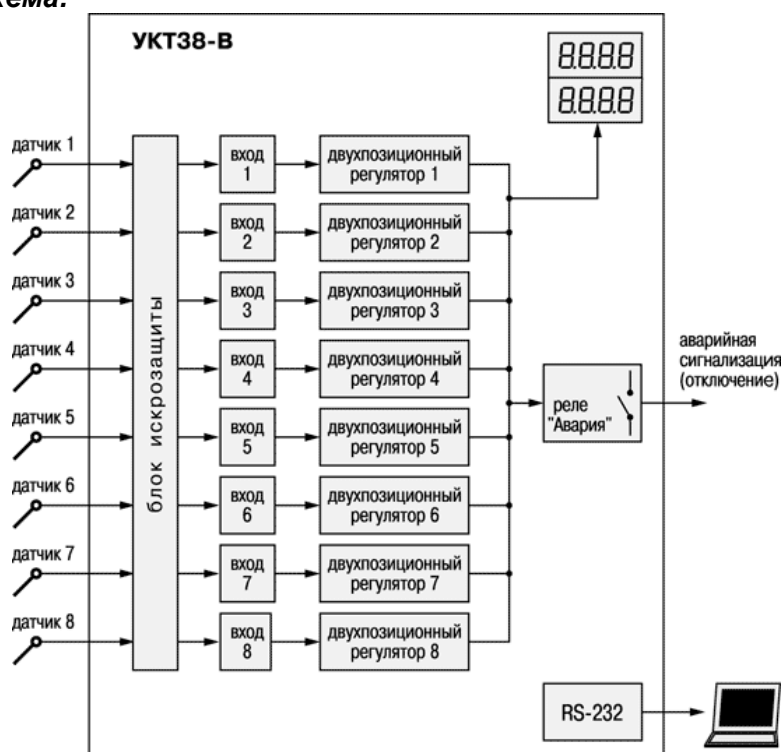 УКТ38-В
8.8.8.8
8.8.8.8
датчик 1
вход
1
двухпозиционный
регулятор 1
датчик 2
вход
2
двухпозиционный
регулятор 2
датчик 3
вход
3
двухпозиционный
регулятор 3
датчик 4
вход
4
двухпозиционный
регулятор 4
датчик 5
вход
5
двухпозиционный
регулятор 5
датчик 6
вход
6
двухпозиционный
регулятор 6
датчик 7
вход
7
двухпозиционный
регулятор 7
датчик 8
вход
8
двухпозиционный
регулятор 8
блок искрозащиты
реле
"Авария"
аварийная
сигнализация
(отключение)
RS-232